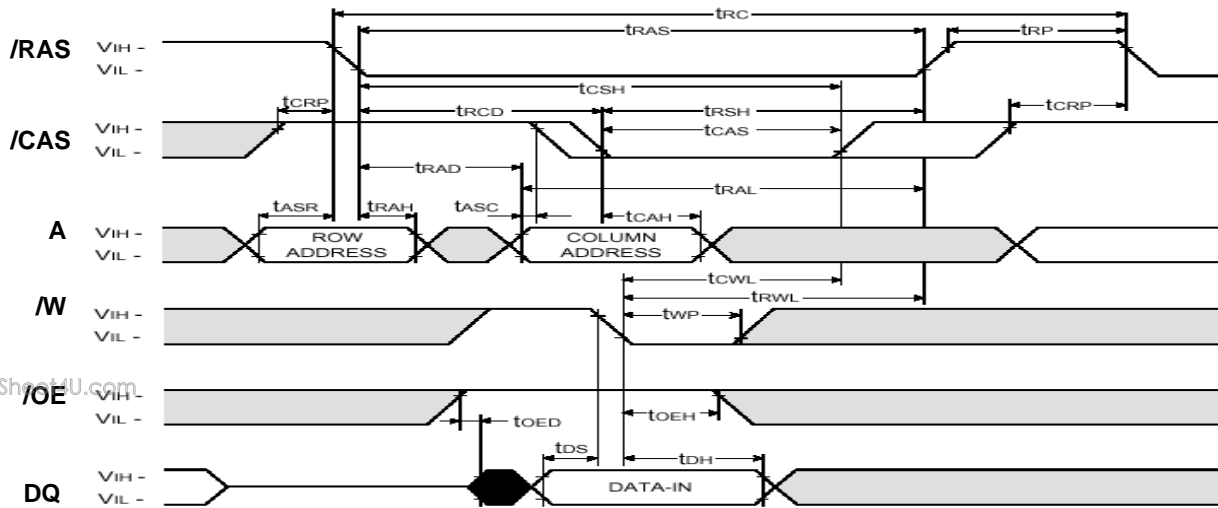 tRC
tRAS
tRP
/RAS
VIH -
VIL -
tCSH
tCRP
tRCD
tRSH
tCRP
/CAS
VIH -
VIL -
tCAS
tRAD
tRAL
tASR
tRAH
tASC
tCAH
A
VIH -
VIL -
ROW
ADDRESS
COLUMN
ADDRESS
tCWL
tRWL
/W
VIH -
VIL -
tWP
Sheet4U.com
/OE
VIH -
VIL -
tOED
tOEH
tDS
tDH
DQ
VIH -
VIL -
DATA-IN